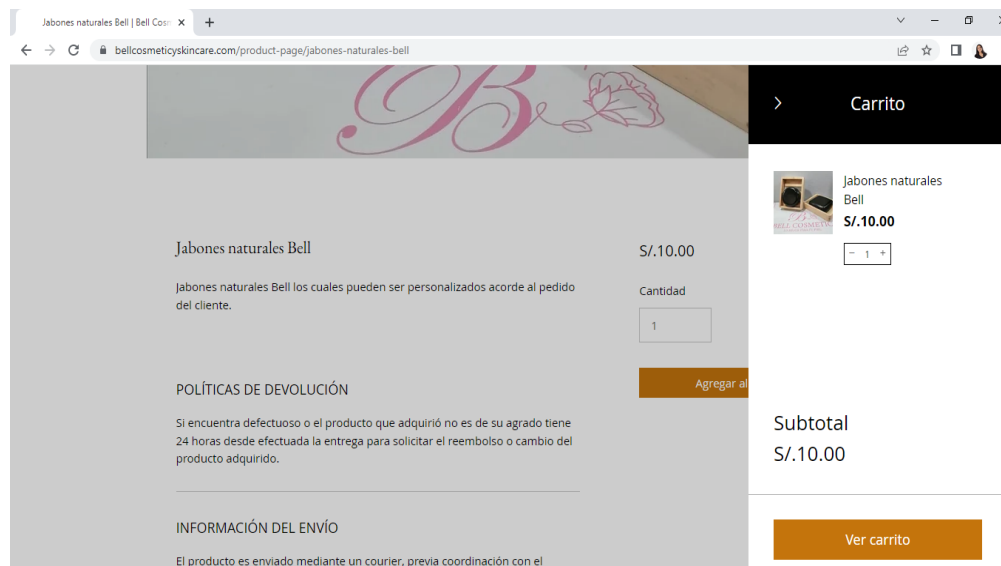 Jabones naturales Bell | Bell Cosm
bellcosmeticyskincare.com/product-page/jabones-naturales-bell
B
Carrito
Jabones naturales
Bell
S/.10.00
BELL COSMETIC
- 1 +
Jabones naturales Bell
S/.10.00
Jabones naturales Bell los cuales pueden ser personalizados acorde al pedido
del cliente.
Cantidad
1
Agregar al
POLÍTICAS DE DEVOLUCIÓN
Si encuentra defectuoso o el producto que adquirió no es de su agrado tiene
24 horas desde efectuada la entrega para solicitar el reembolso o cambio del
producto adquirido.
Subtotal
S/.10.00
INFORMACIÓN DEL ENVÍO
El producto es enviado mediante un courier, previa coordinación con el
Ver carrito